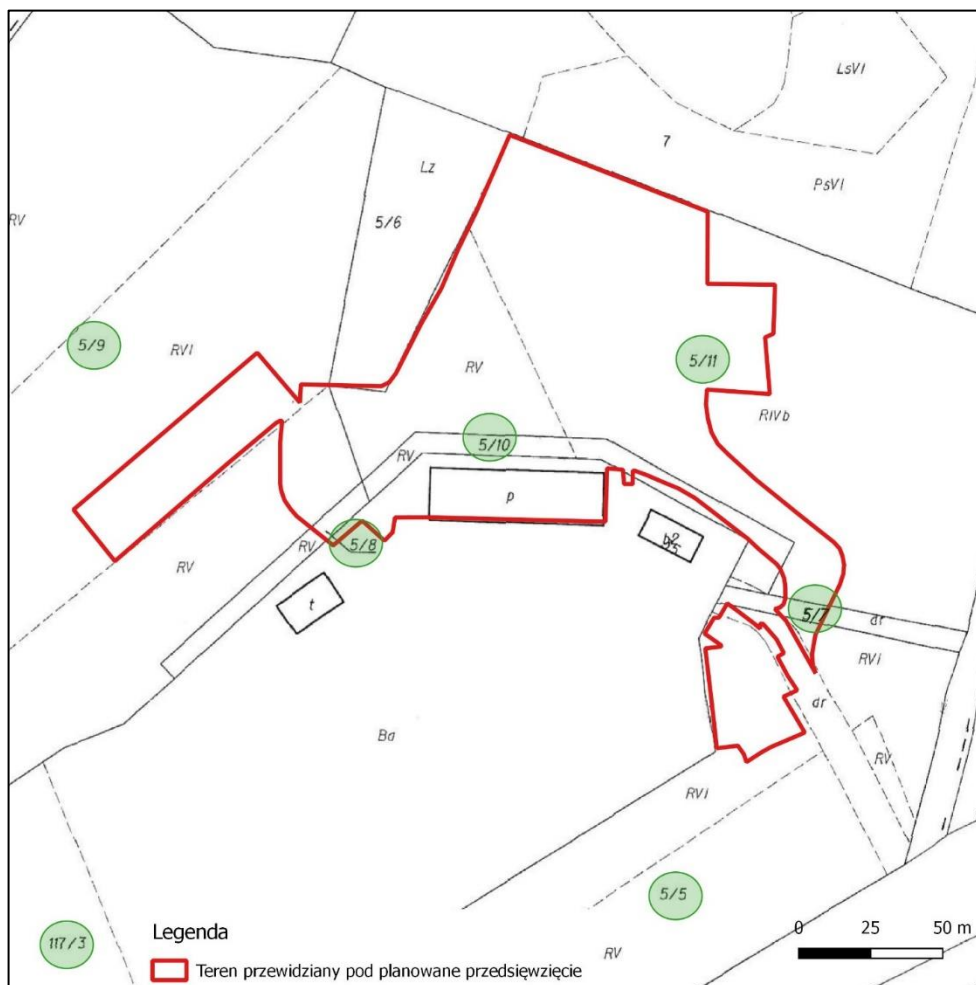 LsVI
7
Lz
PsVI
RV
5/6
5/9
RVI
5/11
RV
RIVb
5/10
RV
p
RV
5/8
RV
t
5/7
dr
RVI
dr
Ba
RV
RVI
5/5
117/3
RV
Legenda
Teren przewidziany pod planowane przedsięwzięcie
0 25 50 m